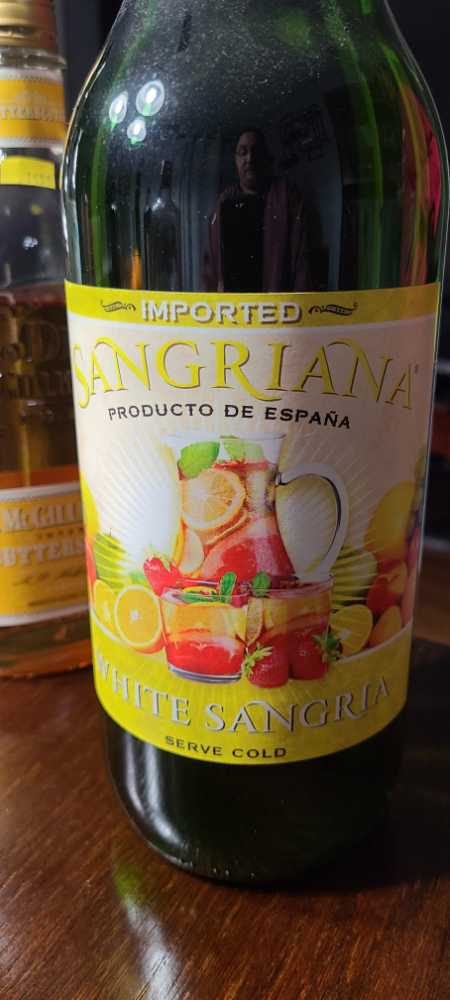 IMPORTED
SANGRIANA
PRODUCTO DE ESPAÑA
WHITE SANGRIA
SERVE COLD
McGILL